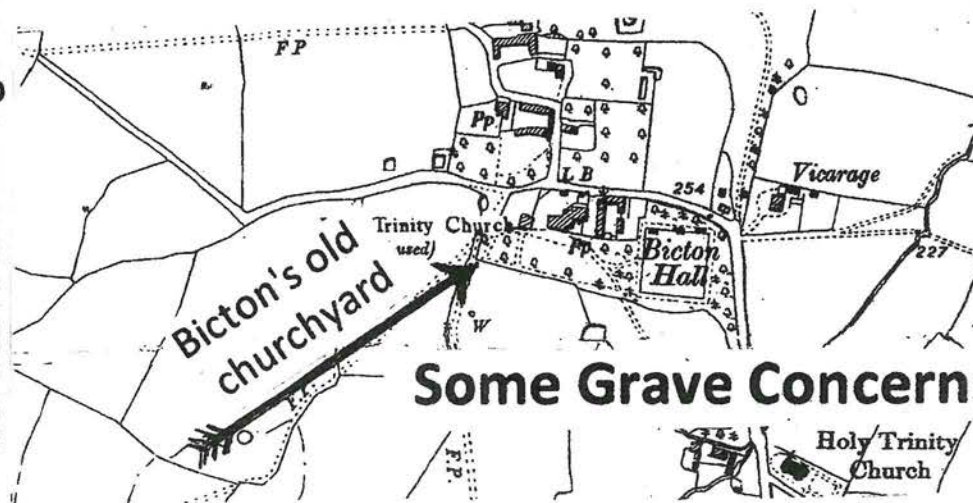 F P
Pp.
L B
254
Vicarage
Trinity Church
used)
Pp.
Bicton
Hall
227
Bicton's old
churchyard
W
Some Grave Concern
F.P.
Holy Trinity
Church